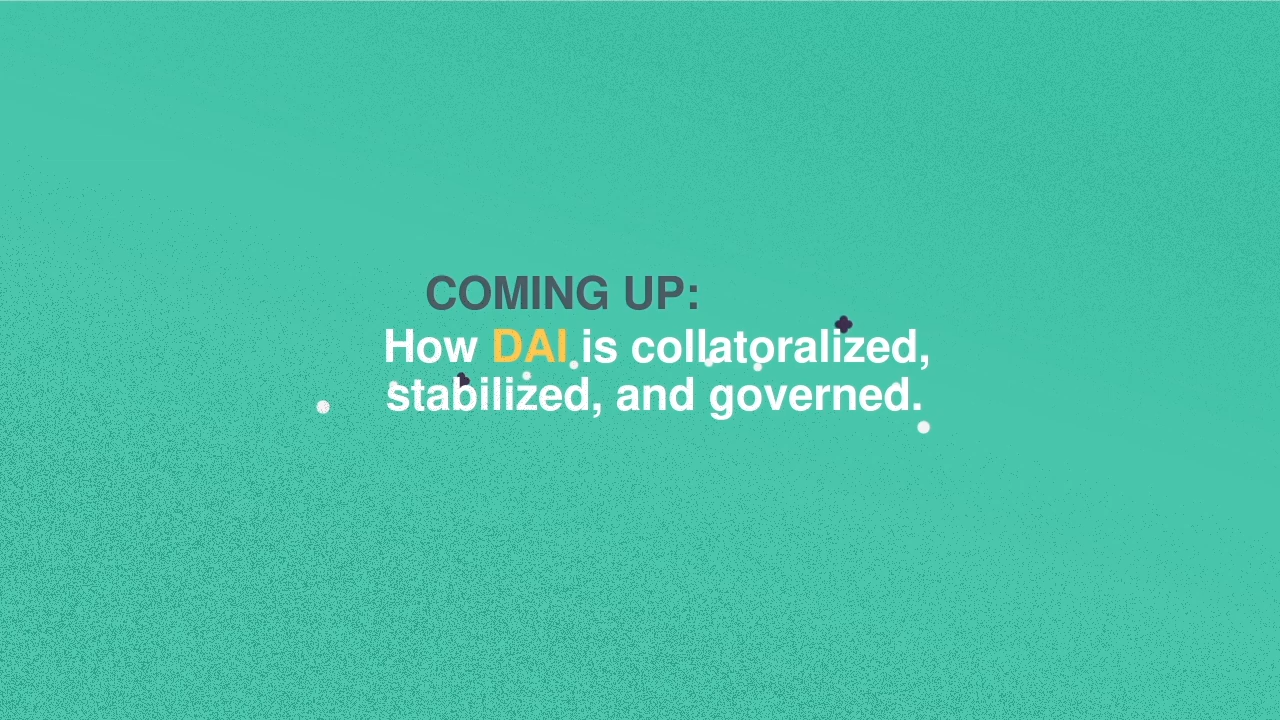 COMING UP:
How DAI is collatoralized,
stabilized, and governed.